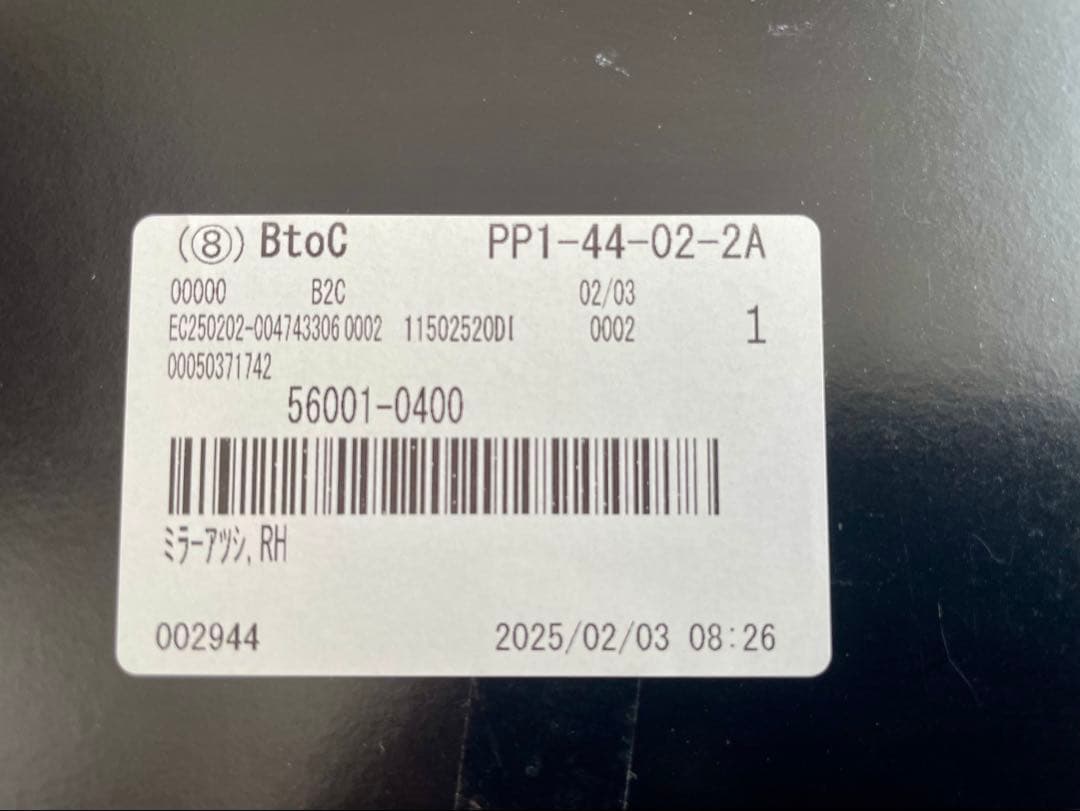 (⑧) BtoC PP1-44-02-2A
00000 B2C 02/03
EC250202-004743306 0002 11502520DI 0002 1
00050371742
56001-0400
ﾐﾗｰｱﾂｼ, RH
002944 2025/02/03 08:26